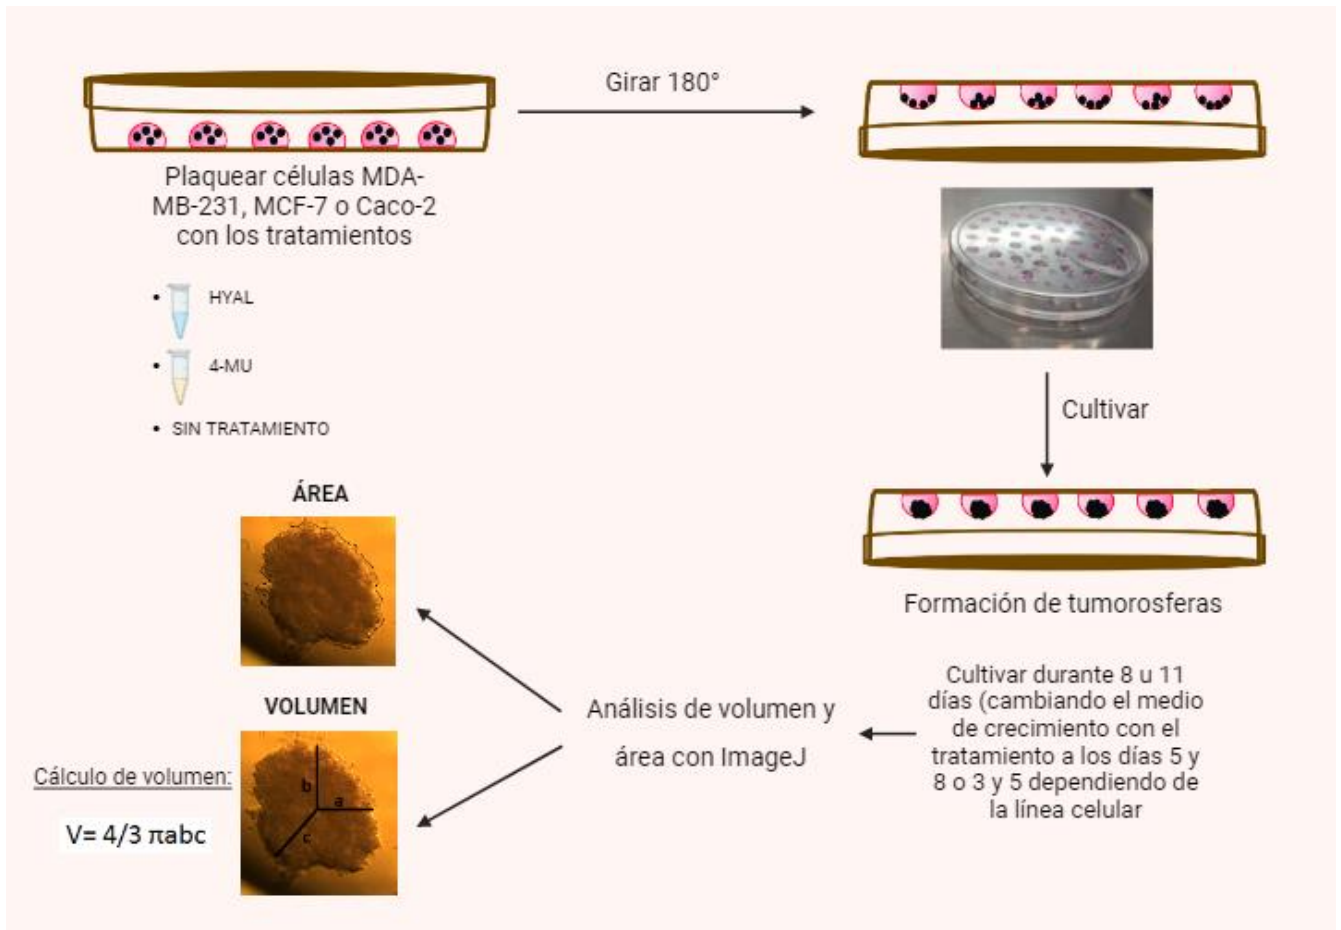 Girar 180°
Plaquear células MDA-
MB-231, MCF-7 o Caco-2
con los tratamientos
• HYAL
• 4-MU
• SIN TRATAMIENTO
Cultivar
Formación de tumorosferas
Cultivar durante 8 u 11
días (cambiando el medio
de crecimiento con el
tratamiento a los días 5 y
8 o 3 y 5 dependiendo de
la línea celular
Análisis de volumen y
área con ImageJ
ÁREA
VOLUMEN
b
a
c
Cálculo de volumen:
V= 4/3 πabc